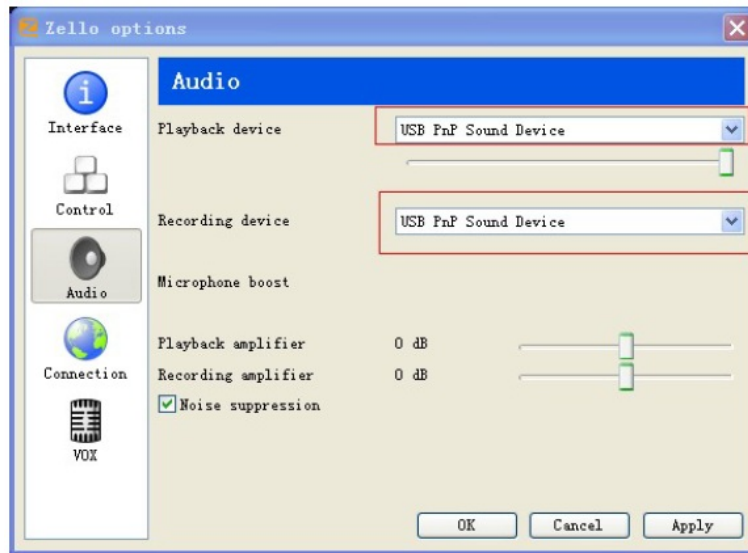 Zello options
Audio
Interface
Control
Audio
Connection
VOX
Playback device
USB PnP Sound Device
Recording device
USB PnP Sound Device
Microphone boost
Playback amplifier 0 dB
Recording amplifier 0 dB
Noise suppression
OK Cancel Apply